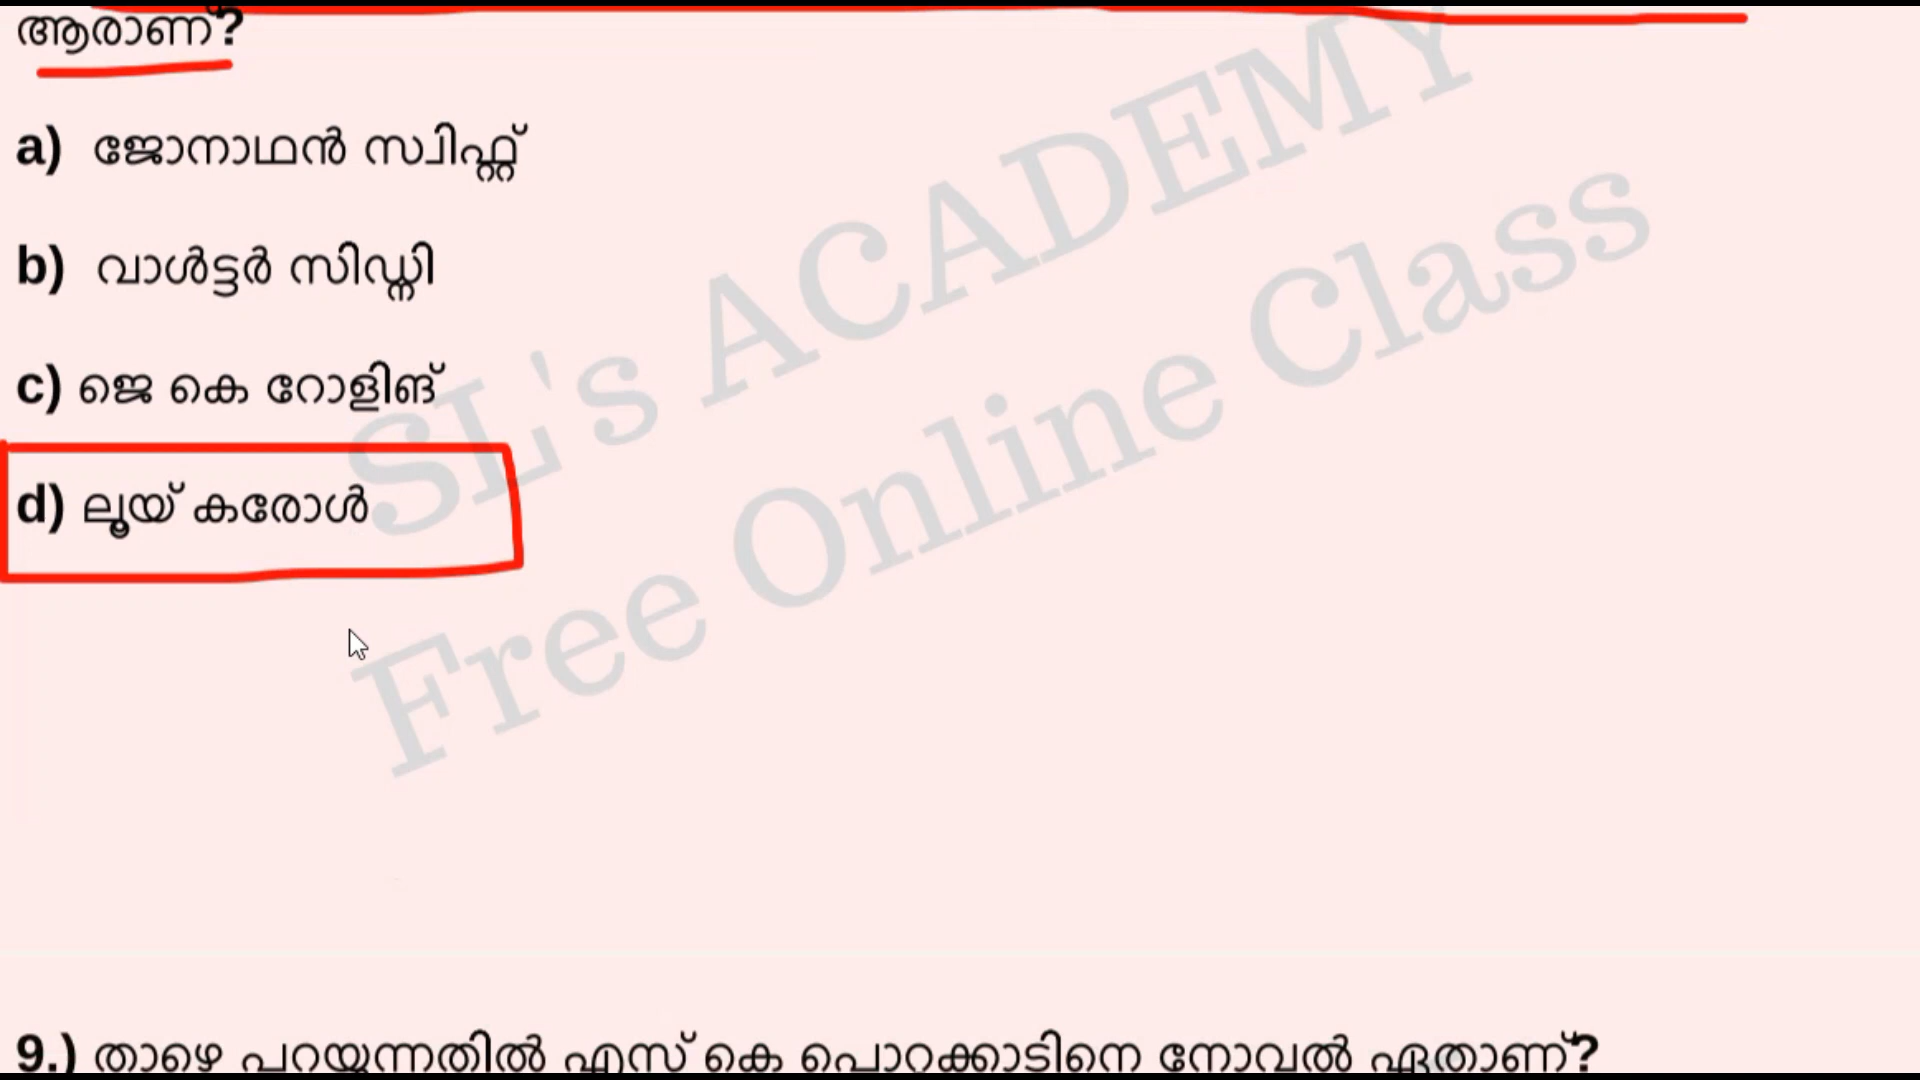 ആരാണ്?
a) ജോനാഥൻ സ്വിഫ്റ്റ്
b) വാൾട്ടർ സിഡ്നി
c) ജെ കെ റോളിങ്
d) ലൂയ് കരോൾ
SL's ACADEMY
Free Online Class
9.) താഴെ പറയുന്നതിൽ എസ് കെ പൊറക്കാടിനെ നോവൽ ഏതാണ്?